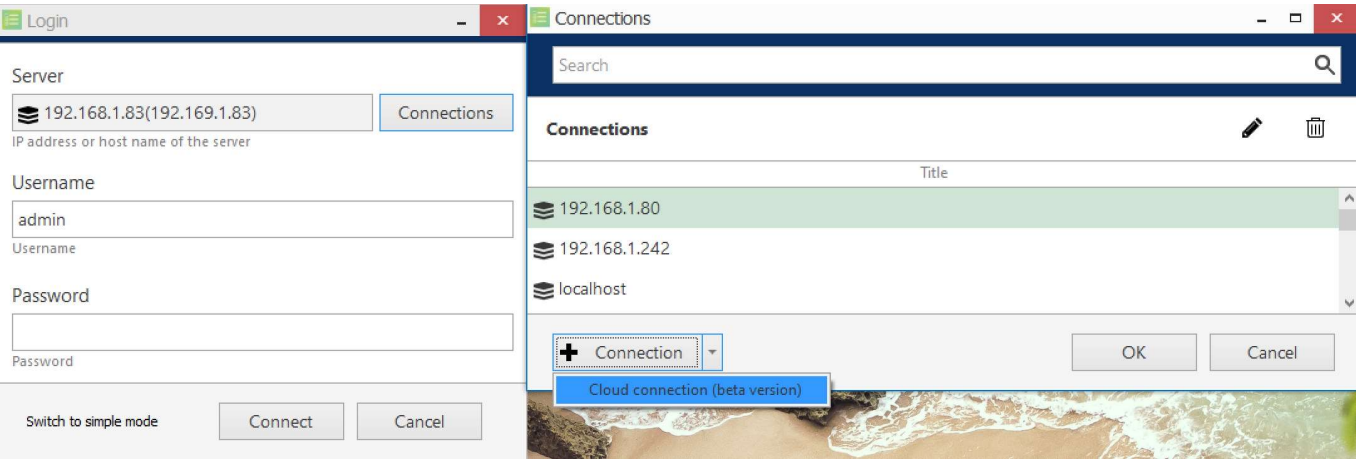 Login
Server
192.168.1.83(192.169.1.83)
Connections
IP address or host name of the server
Username
admin
Username
Password
Password
Switch to simple mode
Connect
Cancel
Connections
Search
Connections
Title
192.168.1.80
192.168.1.242
localhost
Connection
OK
Cancel
Cloud connection (beta version)